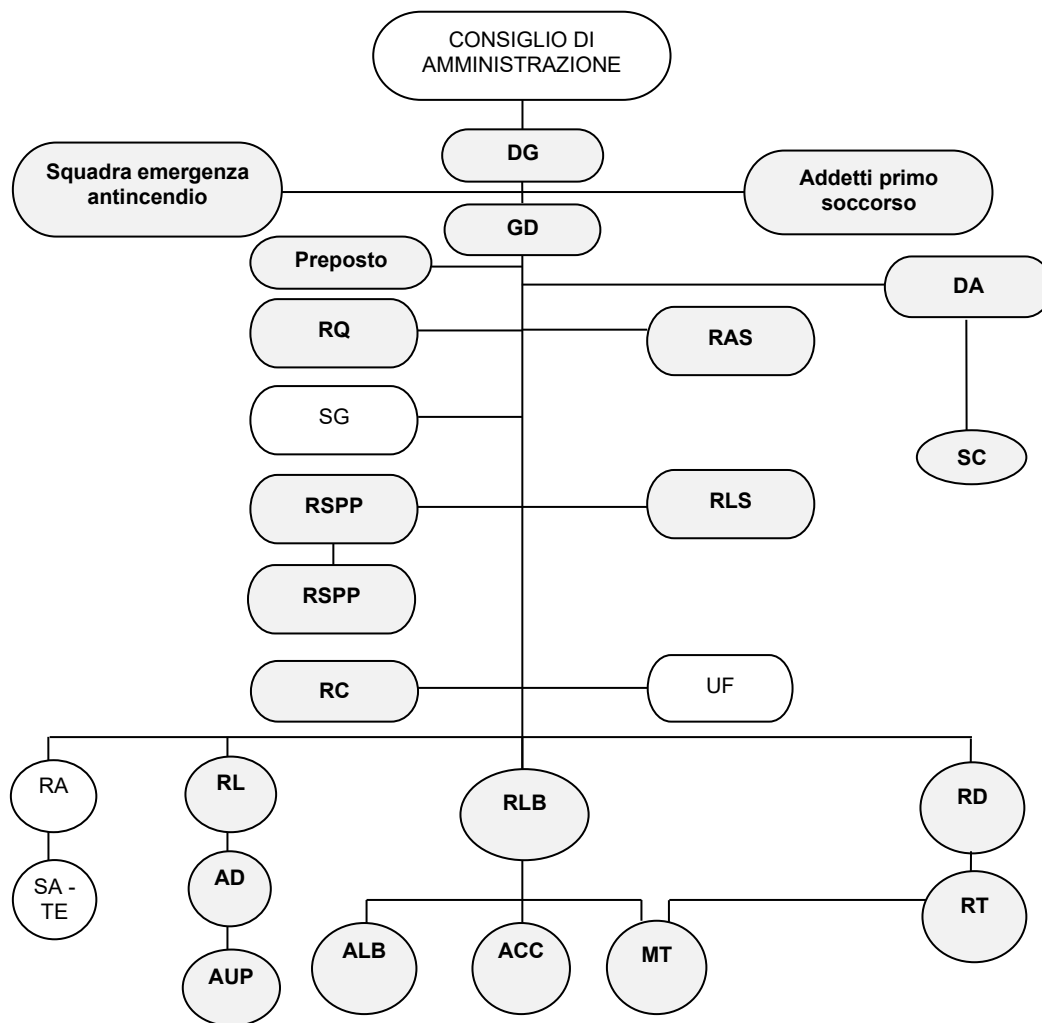 CONSIGLIO DI
AMMINISTRAZIONE
DG
Squadra emergenza
antincendio
Addetti primo
soccorso
GD
Preposto
DA
RQ
RAS
SG
SC
RSPP
RLS
RSPP
RC
UF
RA
RL
RLB
RD
SA -
TE
AD
RT
ALB
ACC
MT
AUP